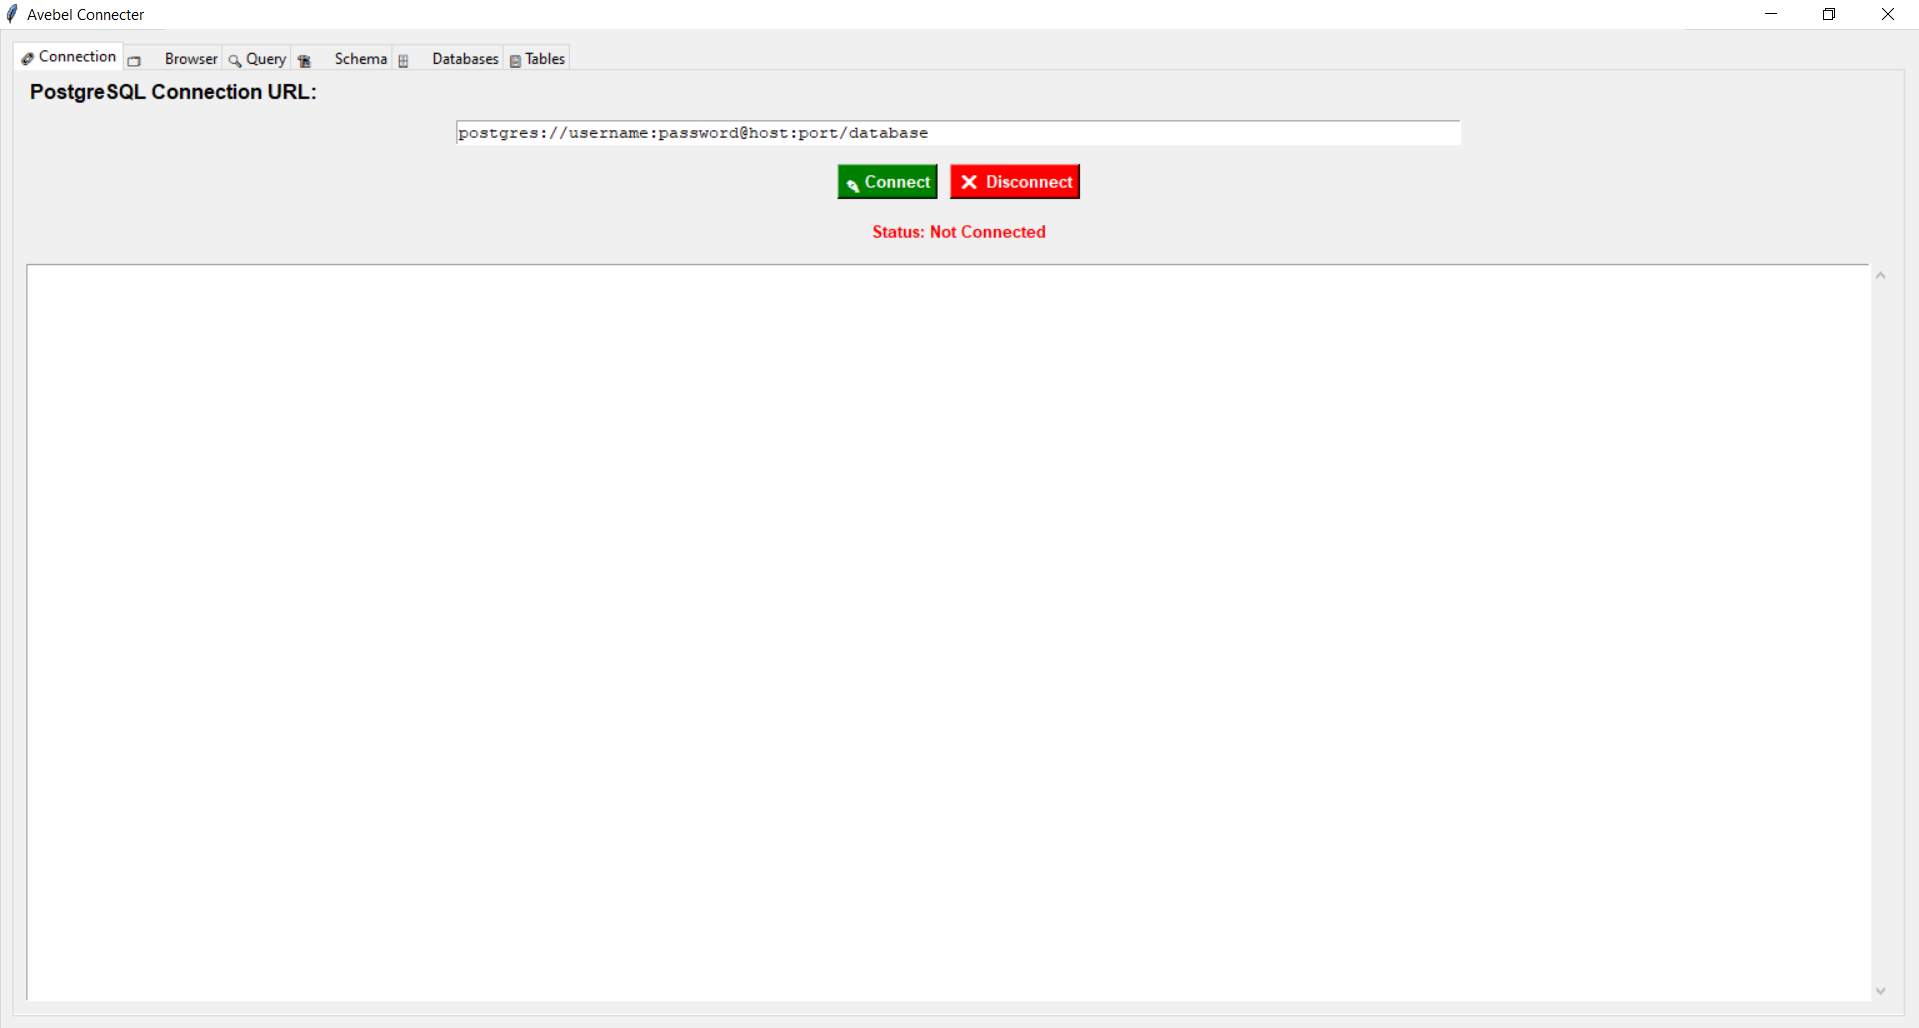 Avebel Connecter
Connection Browser Query Schema Databases Tables
PostgreSQL Connection URL:
postgres://username:password@host:port/database
Connect Disconnect
Status: Not Connected